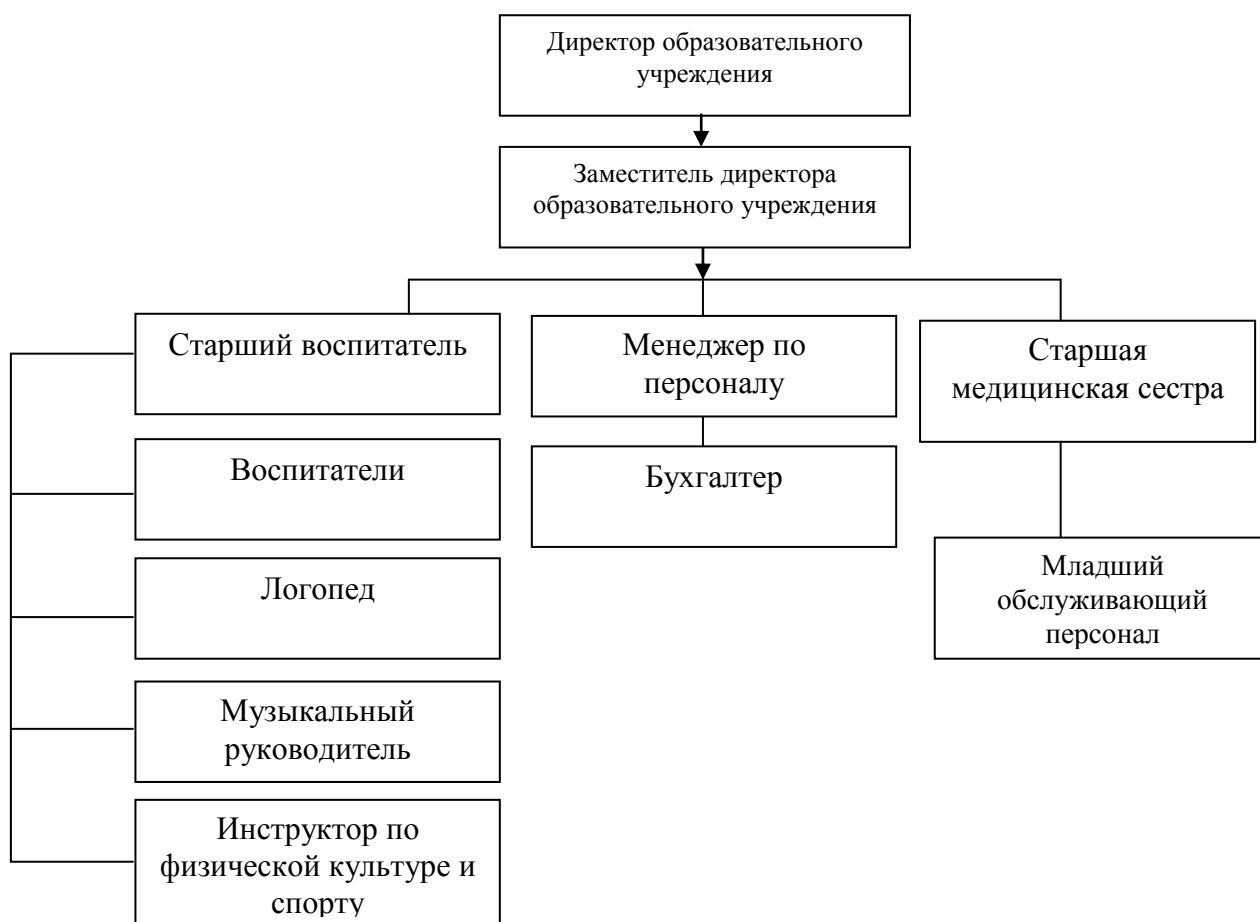 Директор образовательного
учреждения
Заместитель директора
образовательного учреждения
Старший воспитатель
Менеджер по
персоналу
Старшая
медицинская сестра
Воспитатели
Бухгалтер
Логопед
Младший
обслуживающий
персонал
Музыкальный
руководитель
Инструктор по
физической культуре и
спорту